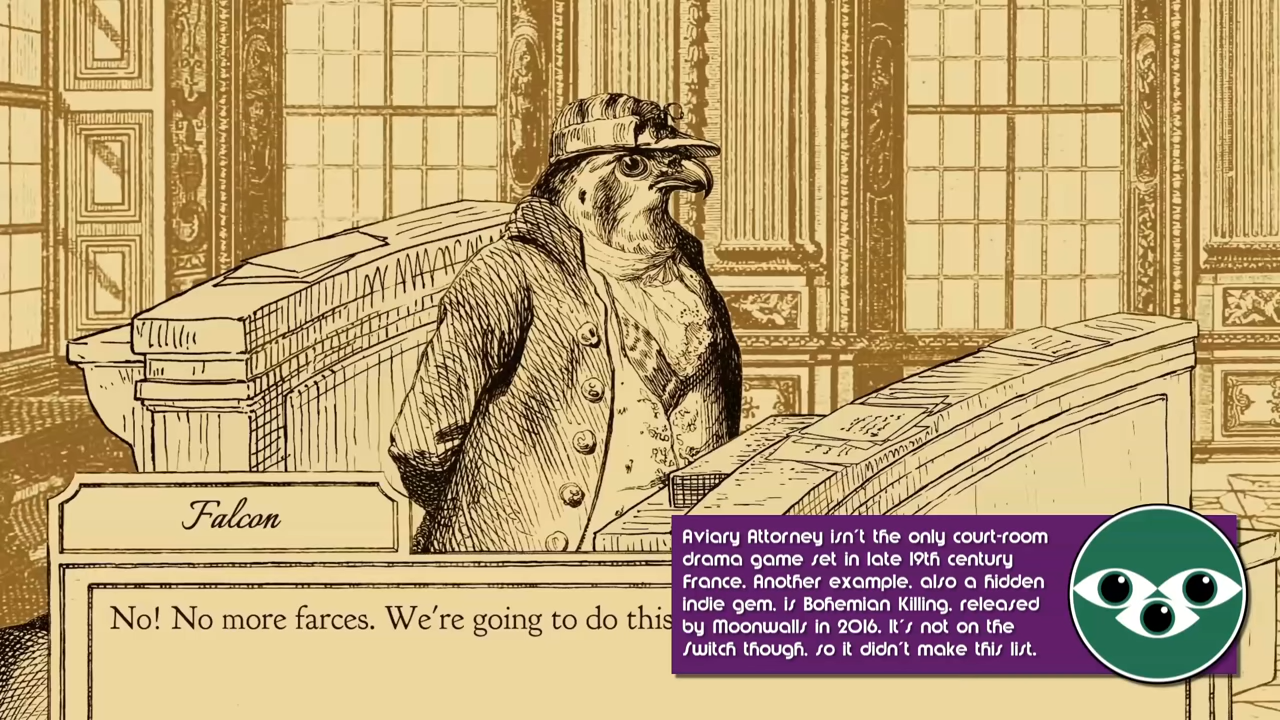 Falcon
No! No more farces. We're going to do this
Aviary Attorney isn't the only court-room
drama game set in late 19th century
France. Another example, also a hidden
indie gem, is Bohemian Killing, released
by Moonwalls in 2016. It's not on the
Switch though, so it didn't make this list.